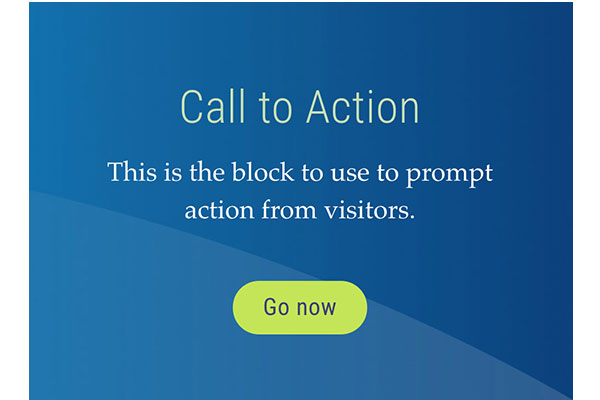 Call to Action
This is the block to use to prompt
action from visitors.
Go now